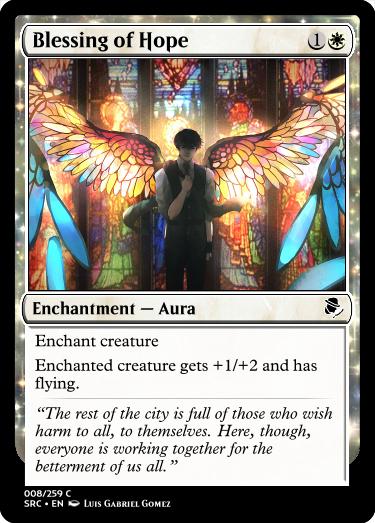 Blessing of Hope
1
Enchantment — Aura
Enchant creature
Enchanted creature gets +1/+2 and has
flying.
"The rest of the city is full of those who wish
harm to all, to themselves. Here, though,
everyone is working together for the
betterment of us all."
008/259 C
SRC • EN Luis Gabriel Gomez